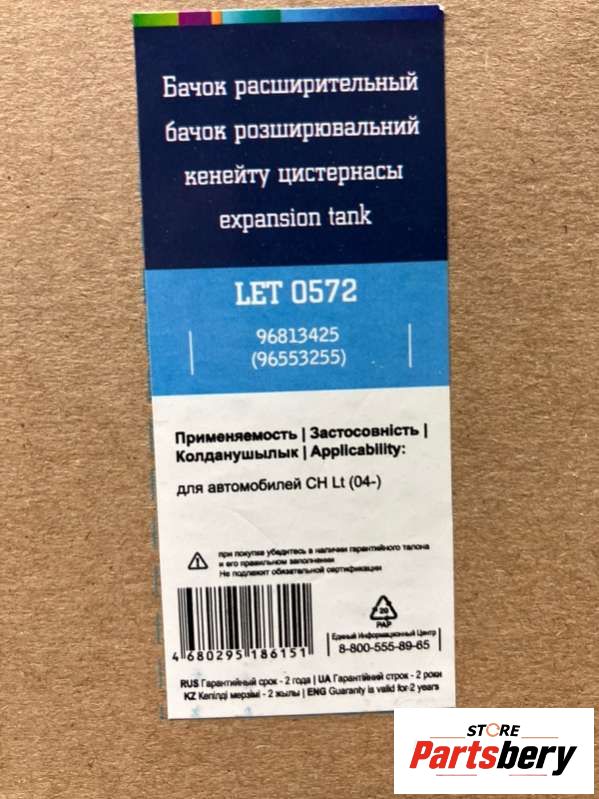 Бачок расширительный
бачок розширювальний
кенейту цистернасы
expansion tank
LET 0572
96813425
(96553255)
Применяемость | Застосовність |
Колданушылык | Applicability:
для автомобилей CH Lt (04-)
при покупке убедитесь в наличии гарантийного талона
и его правильном заполнении
Не подлежит обязательной сертификации
20
PAP
Единый Информационный Центр
8-800-555-89-65
4 680295 186151
RUS Гарантийный срок - 2 года | UA Гарантійний строк - 2 роки
KZ Кепілді мерзімі - 2 жылы | ENG Guaranty is valid for 2 years
STORE
Partsbery